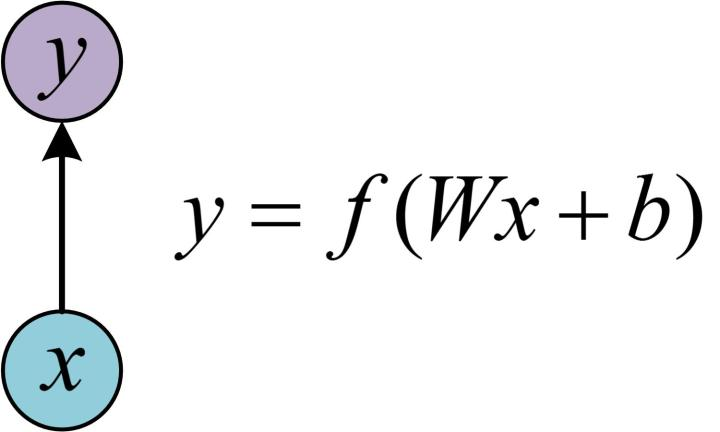 y
y = f(Wx + b)
x